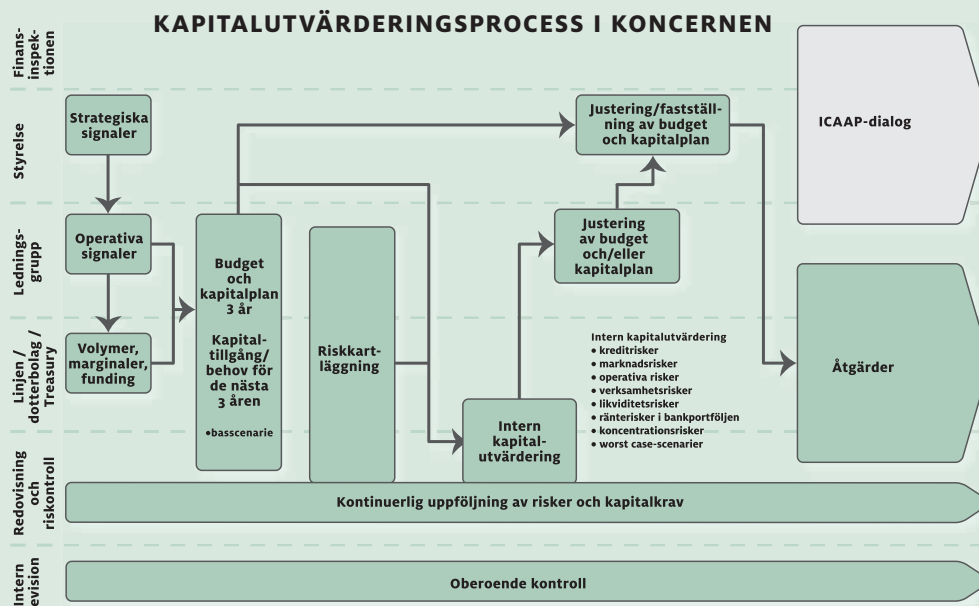 KAPITALUTVÄRDERINGSPROCESS I KONCERNEN
Finans-
inspek-
tionen
Styrelse
Lednings-
grupp
Linjen /
dotterbolag /
Treasury
Redovisning
och
riskontroll
Intern
evision
Strategiska
signaler
Operativa
signaler
Volymer,
marginaler,
funding
Budget
och
kapitalplan
3 år
Kapital-
tillgång/
behov för
de nästa
3 åren
•basscenarie
Riskkart-
läggning
Intern
kapital-
utvärdering
Justering
av budget
och/eller
kapitalplan
Justering/fastställ-
ning av budget
och kapitalplan
Intern kapitalutvärdering
• kreditrisker
• marknadsrisker
• operativa risker
• verksamhetsrisker
• likviditetsrisker
• ränterisker i bankportföljen
• koncentrationsrisker
• worst case-scenarier
ICAAP-dialog
Åtgärder
Kontinuerlig uppföljning av risker och kapitalkrav
Oberoende kontroll